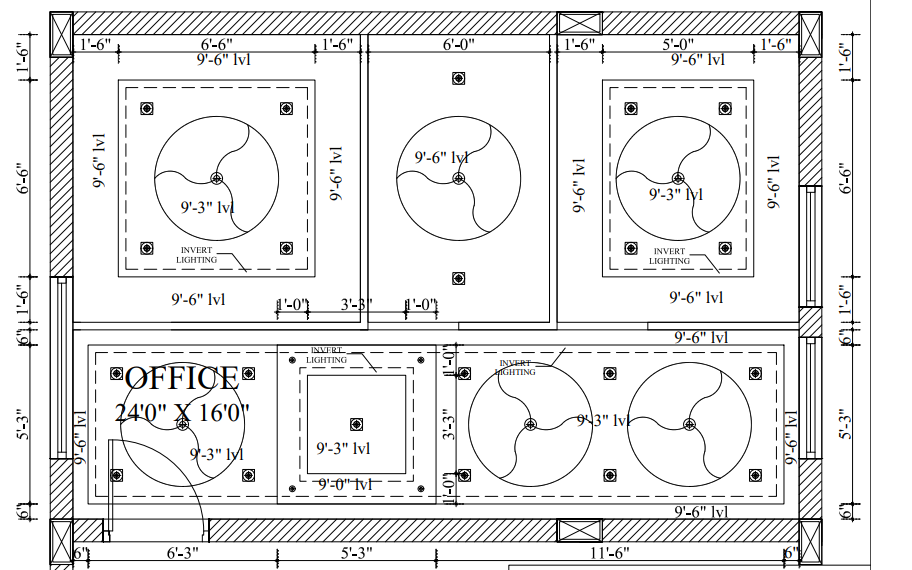 1'-6" 6'-6" 1'-6" 6'-0" 1'-6" 5'-0" 1'-6"
9'-6" lvl 9'-6" lvl
1'-6" 1'-6"
9'-6" lvl 9'-6" lvl 9'-6" lvl 9'-6" lvl 9'-6" lvl
6'-6" 6'-6"
9'-3" lvl 9'-3" lvl
INVERT INVERT
LIGHTING LIGHTING
9'-6" lvl 9'-6" lvl
1'-6" 1'-0" 3'-3" 1'-0" 1'-6"
6" 9'-6" lvl 6"
INVERT
LIGHTING
INVERT
LIGHTING
1'-0"
OFFICE
24'0" X 16'0"
5'-3" 9'-6" lvl 3'-3" 9'-3" lvl 9'-6" lvl 5'-3"
9'-3" lvl 9'-3" lvl
9'-0" lvl 1'-0"
6" 9'-6" lvl 6"
6" 6'-3" 5'-3" 11'-6" 6"